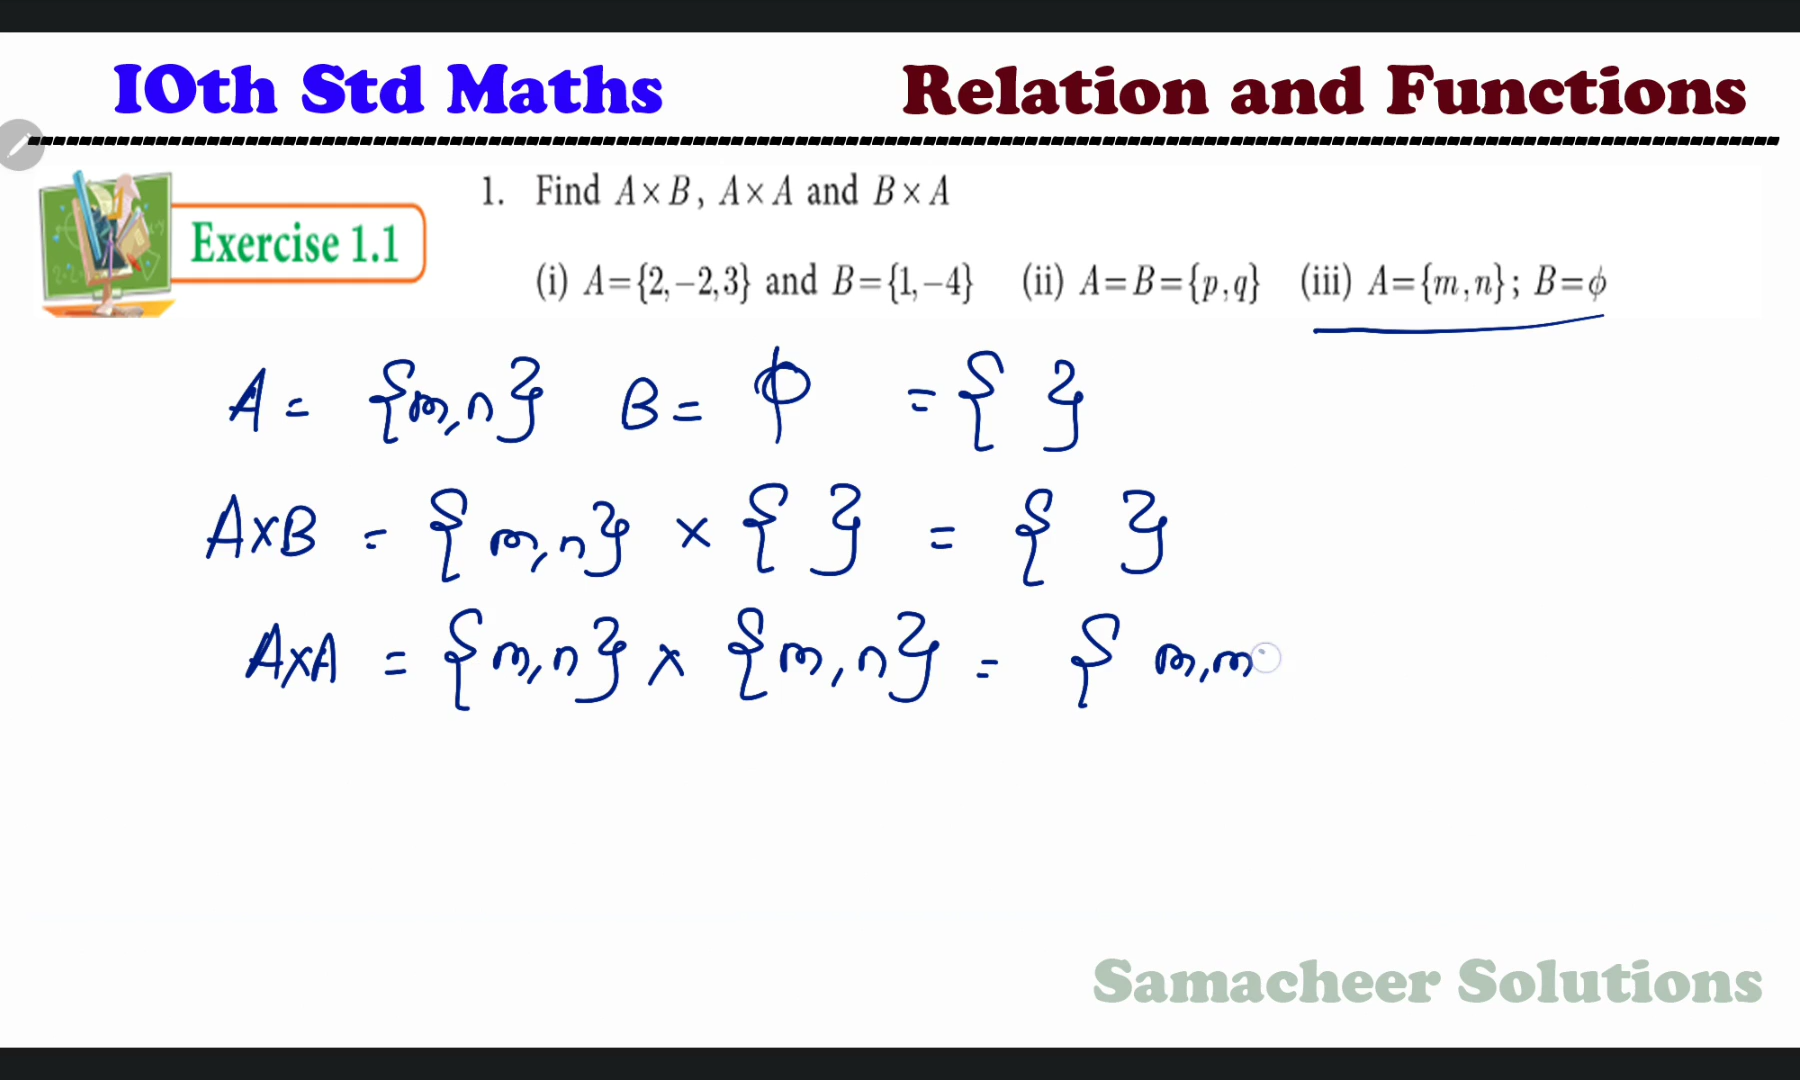 10th Std Maths Relation and Functions
Exercise 1.1
1. Find A×B, A×A and B×A
(i) A={2,−2,3} and B={1,−4} (ii) A=B={p,q} (iii) A={m,n}; B=ϕ
A = {m,n} B = ϕ = { }
A×B = {m,n} × { } = { }
A×A = {m,n} × {m,n} = { m,m
Samacheer Solutions